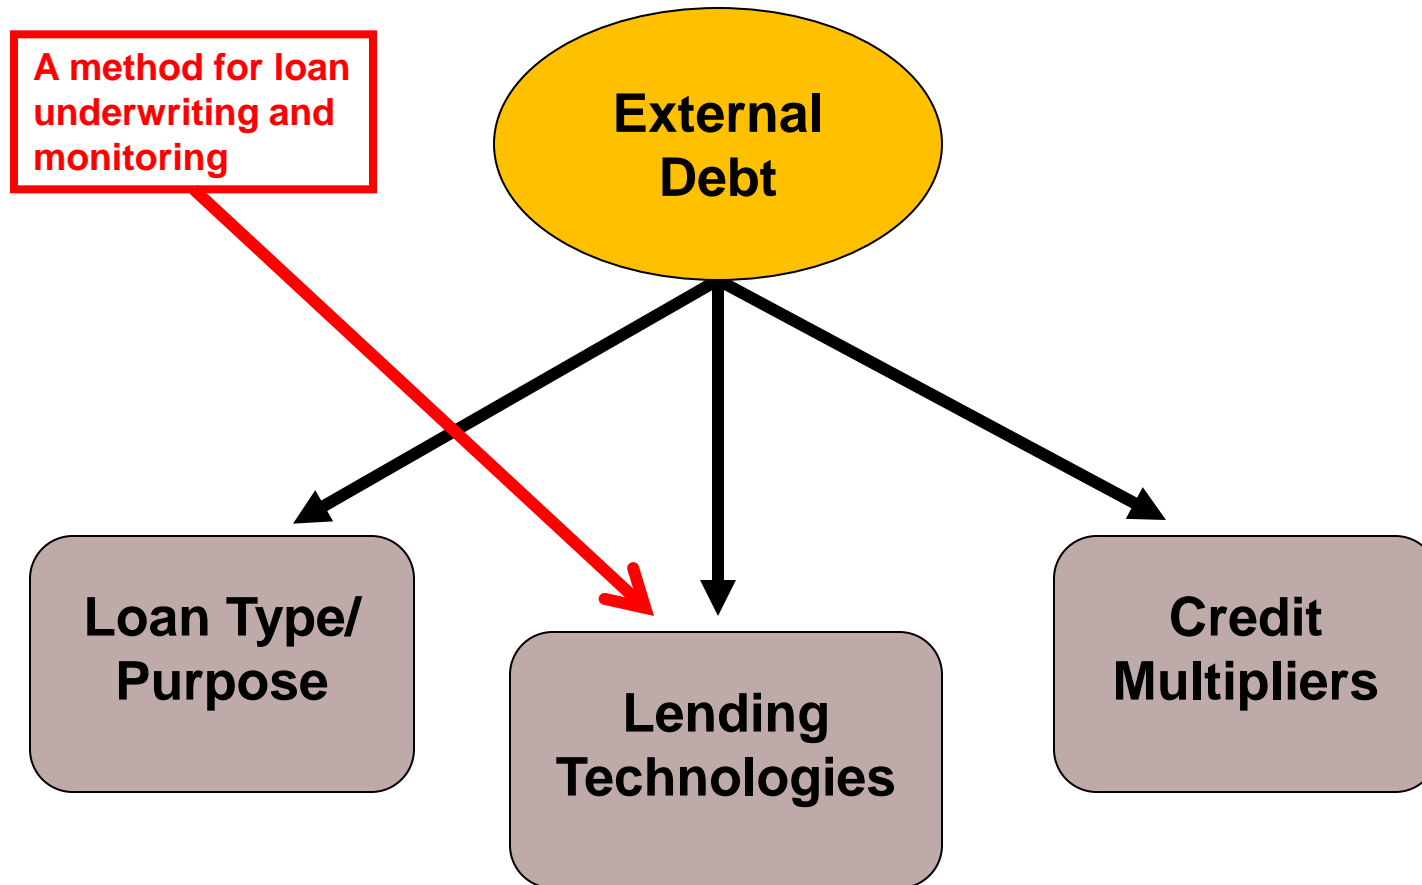 A method for loan
underwriting and
monitoring
External
Debt
Loan Type/
Purpose
Lending
Technologies
Credit
Multipliers